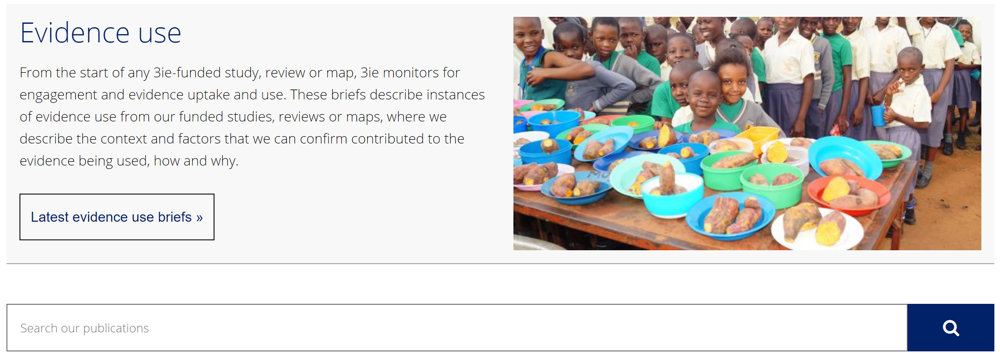 Evidence use
From the start of any 3ie-funded study, review or map, 3ie monitors for
engagement and evidence uptake and use. These briefs describe instances
of evidence use from our funded studies, reviews or maps, where we
describe the context and factors that we can confirm contributed to the
evidence being used, how and why.
Latest evidence use briefs »
Search our publications